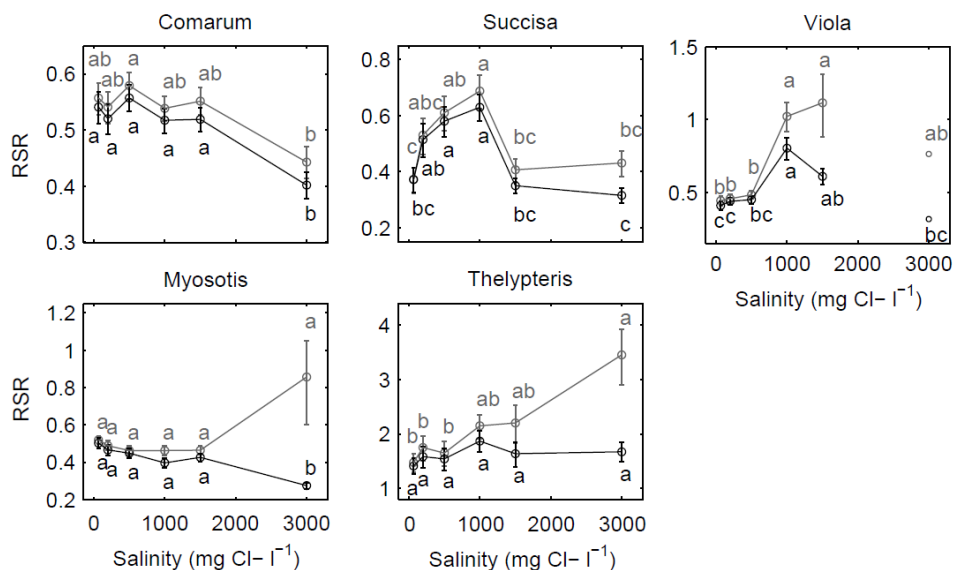 Comarum
RSR
0.6
0.5
0.4
0.3
ab ab a ab ab b
a a a a a b
Succisa
0.8
0.6
0.4
0.2
c abc ab a bc bc
bc ab a a bc c
Viola
1.5
1
0.5
b b b a a ab
c c bc a ab bc
0 1000 2000 3000
Salinity (mg Cl− l−1)
Myosotis
RSR
1.2
1
0.8
0.6
0.4
0.2
a a a a a a
a a a a a b
0 1000 2000 3000
Salinity (mg Cl− l−1)
Thelypteris
4
3
2
1
b b b ab ab a
a a a a a a
0 1000 2000 3000
Salinity (mg Cl− l−1)